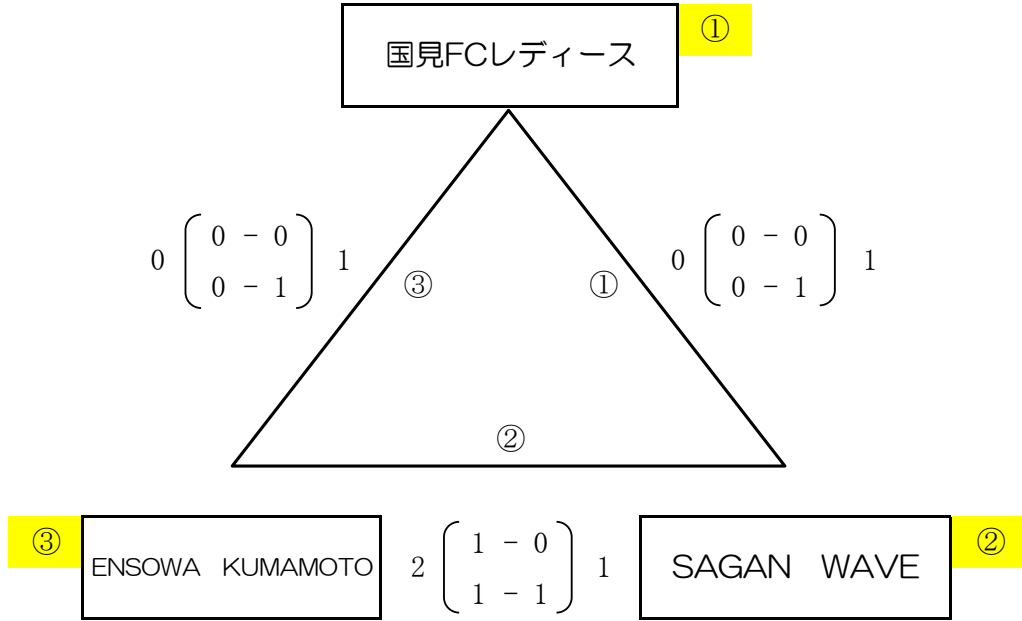 ①
国見FCレディース
0 0 - 0 1
0 - 1
0 0 - 0 1
0 - 1
③ ①
②
③
ENSOWA KUMAMOTO
2 1 - 0 1
1 - 1
SAGAN WAVE
②